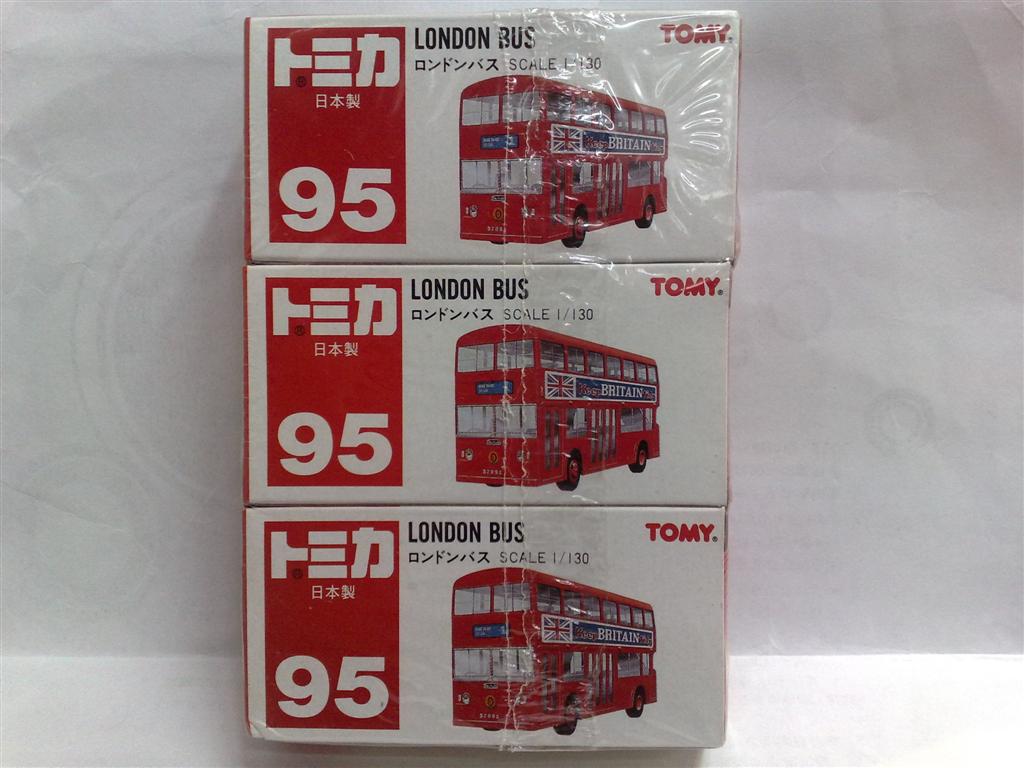 トミカ®
日本製
95
LONDON BUS
ロンドンバス SCALE 1/130
TOMY®
Keep BRITAIN
トミカ®
日本製
95
LONDON BUS
ロンドンバス SCALE 1/130
TOMY®
Keep BRITAIN
トミカ®
日本製
95
LONDON BUS
ロンドンバス SCALE 1/130
TOMY®
Keep BRITAIN